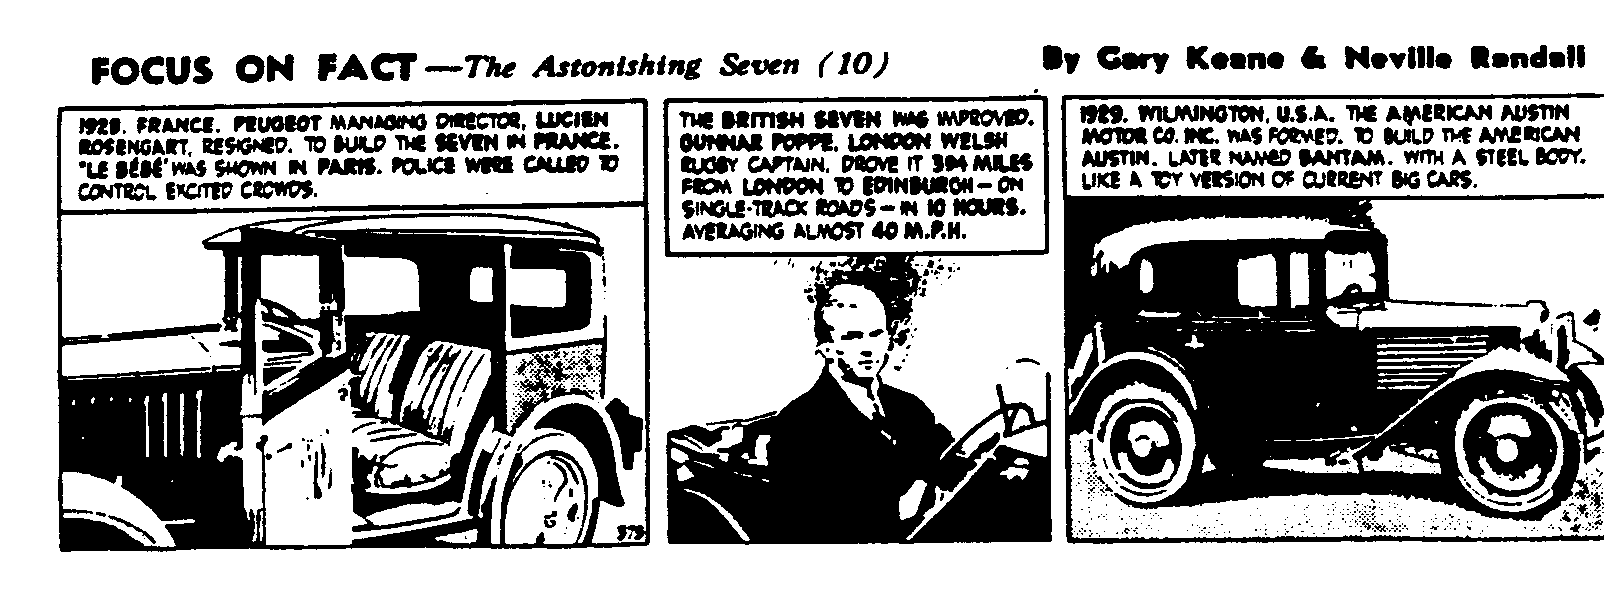 FOCUS ON FACT—The Astonishing Seven (10)
By Gary Keane & Neville Randall
1928. FRANCE. PEUGEOT MANAGING DIRECTOR, LUCIEN
ROSENGART, RESIGNED. TO BUILD THE SEVEN IN FRANCE.
"LE BÉBÉ" WAS SHOWN IN PARIS. POLICE WERE CALLED TO
CONTROL EXCITED CROWDS.
THE BRITISH SEVEN WAS IMPROVED.
GUNNAR POPPE, LONDON WELSH
RUGBY CAPTAIN, DROVE IT 394 MILES
FROM LONDON TO EDINBURGH—ON
SINGLE-TRACK ROADS—IN 10 HOURS.
AVERAGING ALMOST 40 M.P.H.
1929. WILMINGTON, U.S.A. THE AMERICAN AUSTIN
MOTOR CO. INC. WAS FORMED. TO BUILD THE AMERICAN
AUSTIN. LATER NAMED BANTAM. WITH A STEEL BODY.
LIKE A TOY VERSION OF CURRENT BIG CARS.